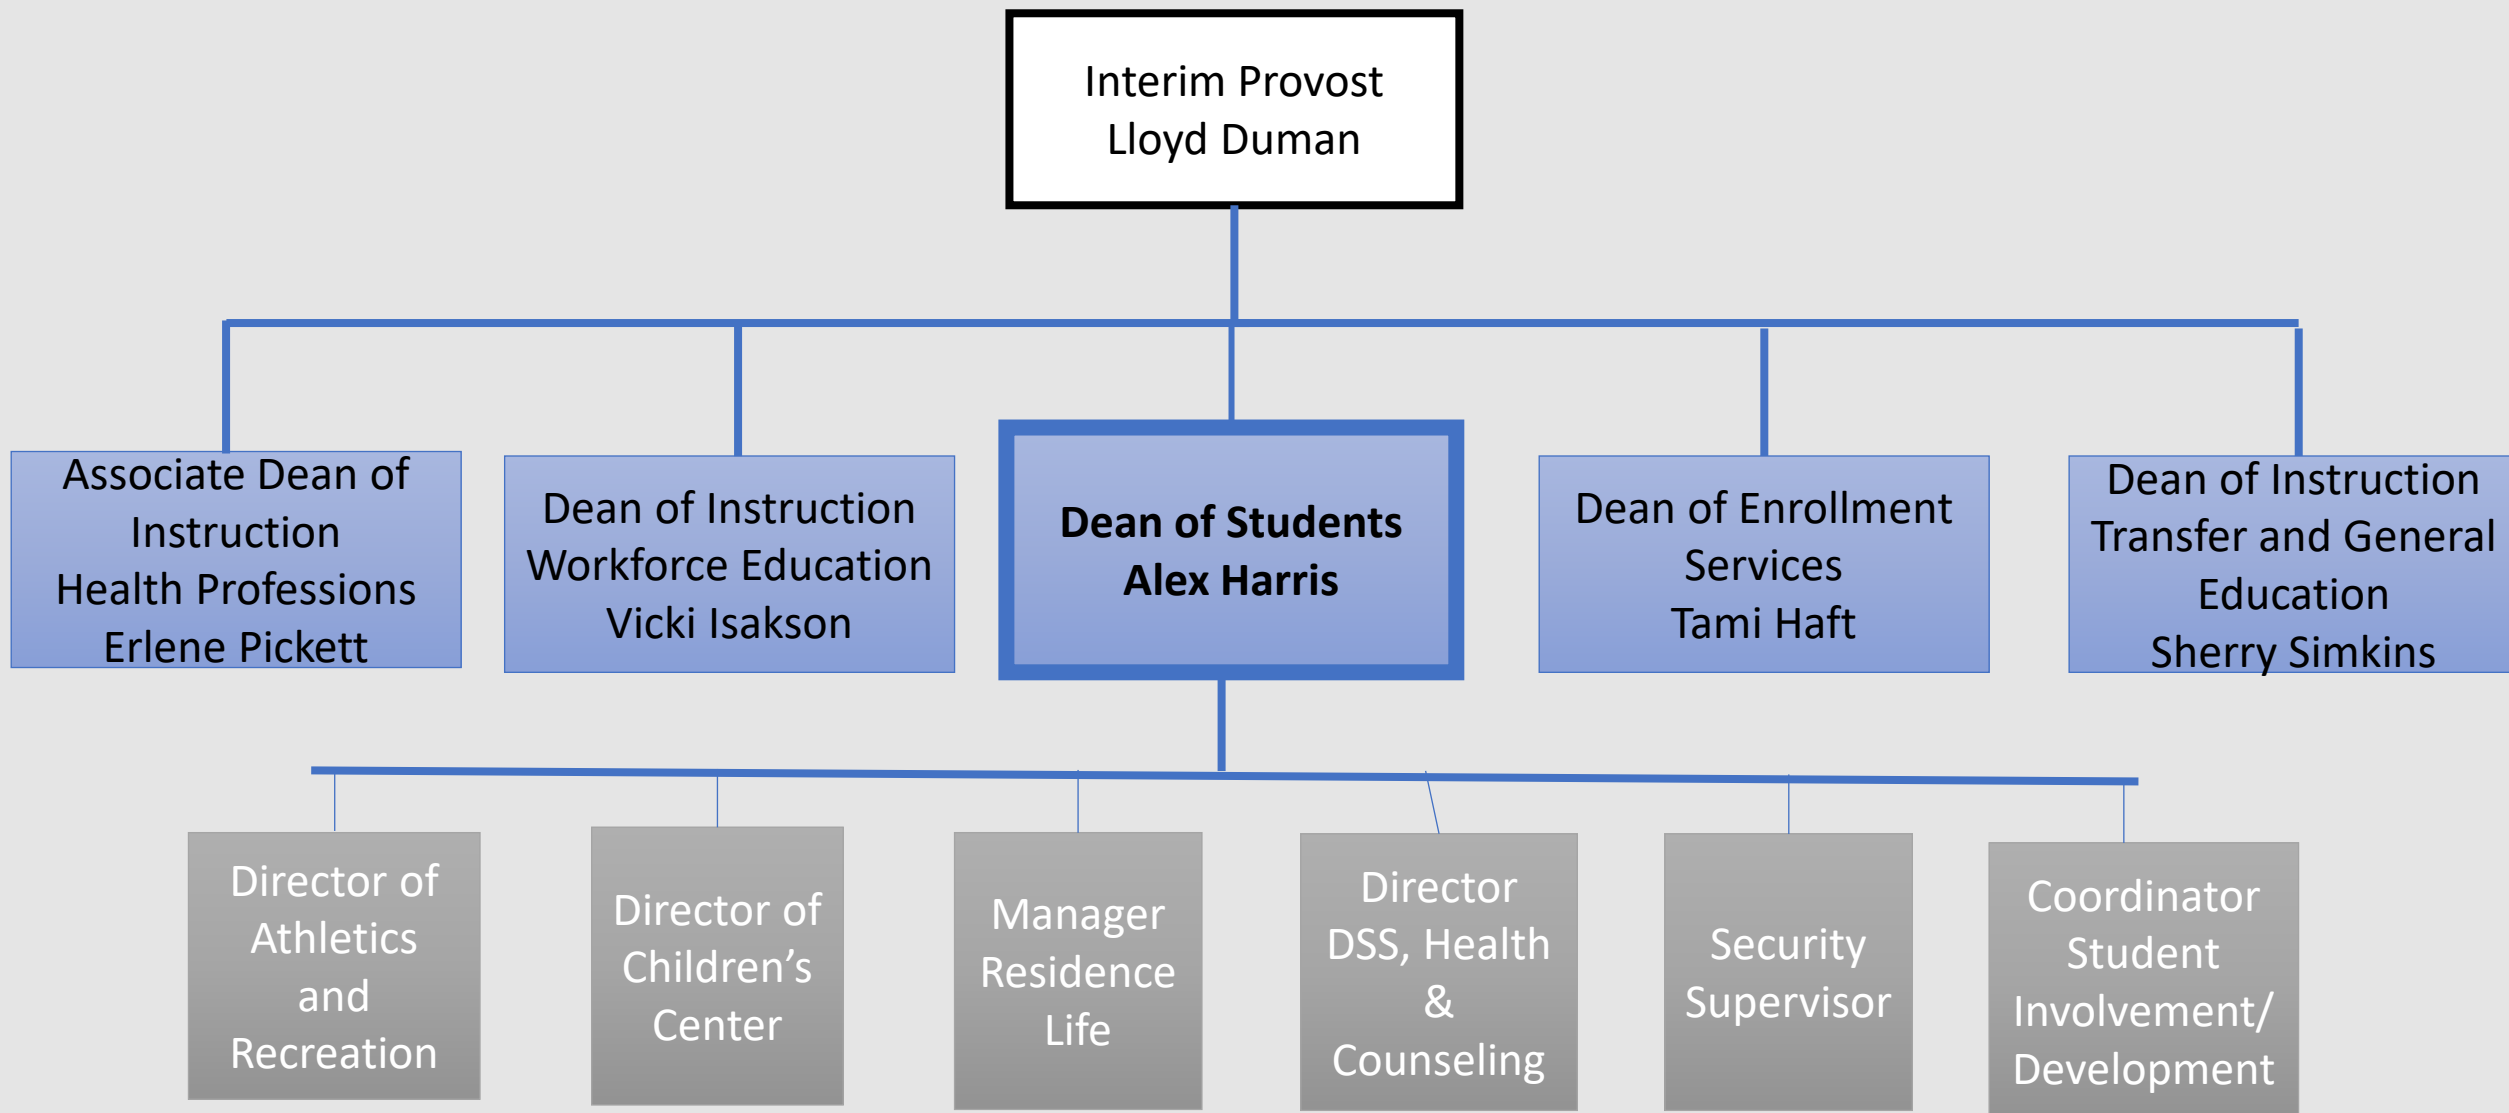 Interim Provost
Lloyd Duman
Associate Dean of
Instruction
Health Professions
Erlene Pickett
Dean of Instruction
Workforce Education
Vicki Isakson
Dean of Students
Alex Harris
Dean of Enrollment
Services
Tami Haft
Dean of Instruction
Transfer and General
Education
Sherry Simkins
Director of
Athletics
and
Recreation
Director of
Children’s
Center
Manager
Residence
Life
Director
DSS, Health
&
Counseling
Security
Supervisor
Coordinator
Student
Involvement/
Development